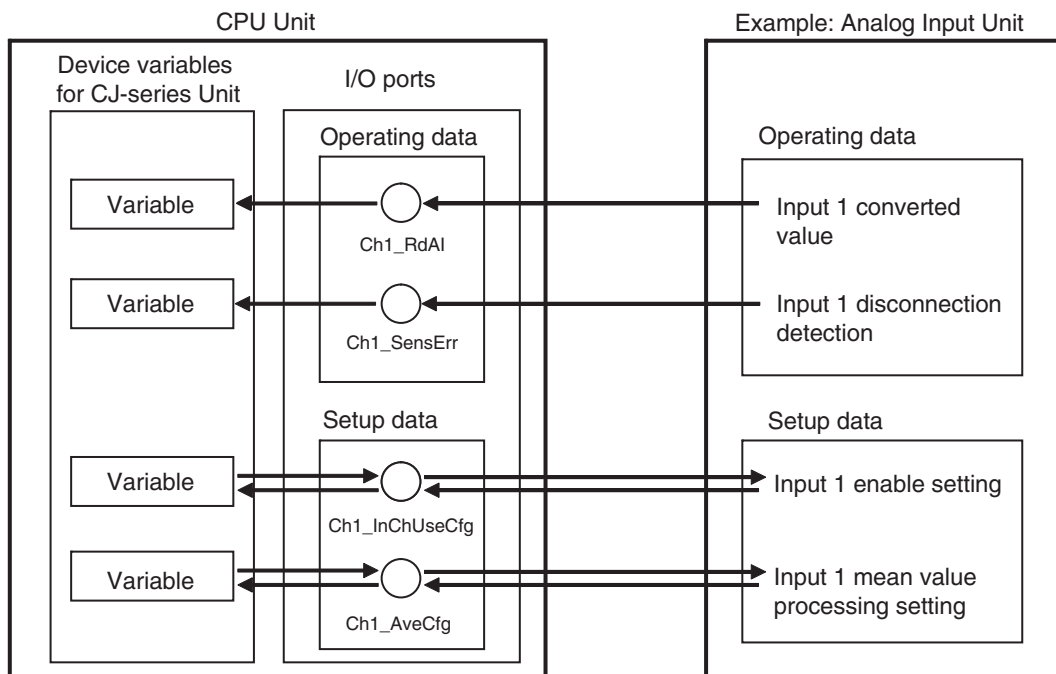 CPU Unit
Example: Analog Input Unit
Device variables
for CJ-series Unit
I/O ports
Operating data
Operating data
Variable
Ch1_RdAI
Input 1 converted
value
Variable
Ch1_SensErr
Input 1 disconnection
detection
Setup data
Setup data
Variable
Ch1_InChUseCfg
Input 1 enable setting
Variable
Ch1_AveCfg
Input 1 mean value
processing setting